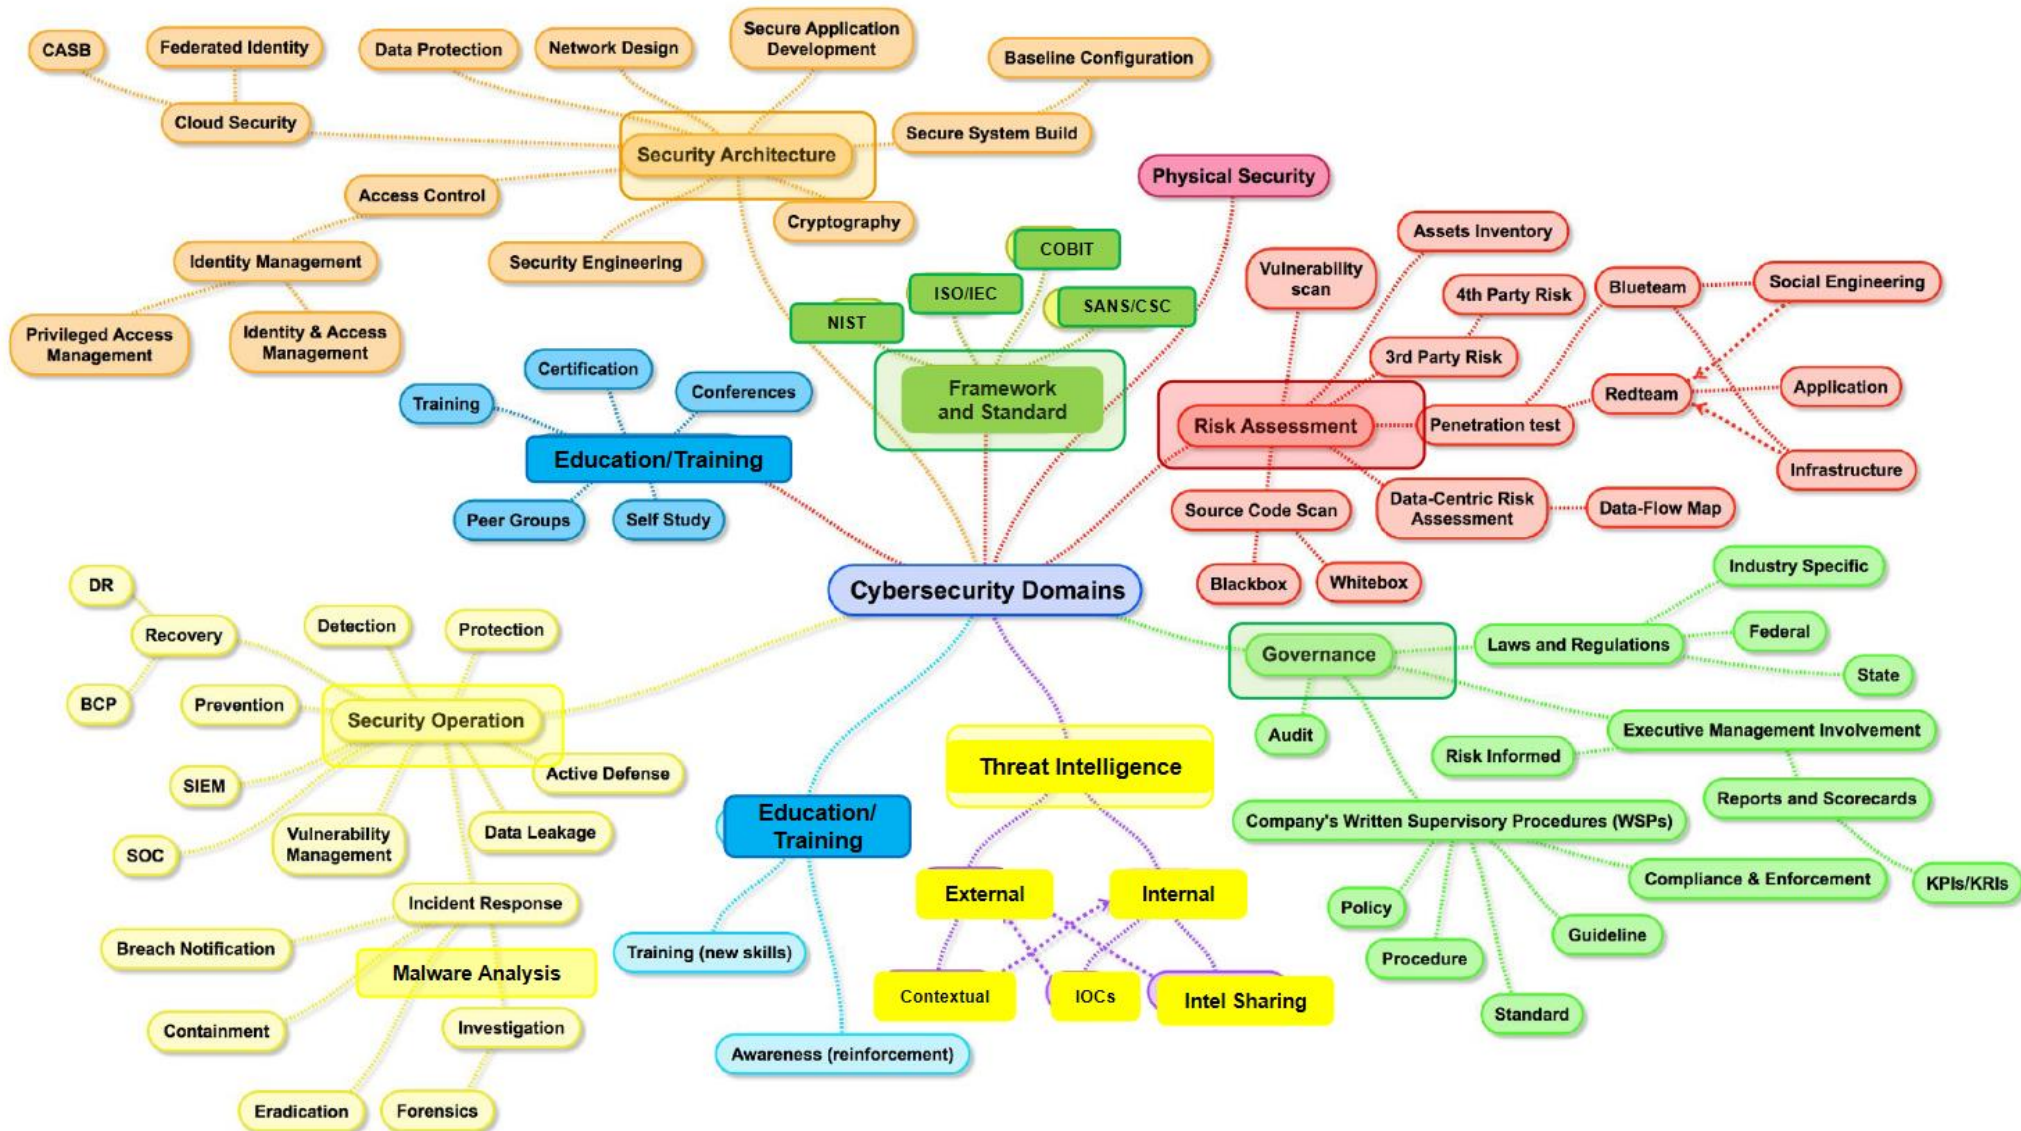 CASB
Federated Identity
Data Protection
Network Design
Secure Application
Development
Baseline Configuration
Cloud Security
Secure System Build
Security Architecture
Physical Security
Access Control
Cryptography
Identity Management
Security Engineering
Privileged Access
Management
Identity & Access
Management
COBIT
ISO/IEC
SANS/CSC
NIST
Framework
and Standard
Certification
Conferences
Training
Education/Training
Peer Groups
Self Study
Assets Inventory
Vulnerability
scan
4th Party Risk
Blueteam
Social Engineering
3rd Party Risk
Redteam
Application
Risk Assessment
Penetration test
Infrastructure
Source Code Scan
Data-Centric Risk
Assessment
Data-Flow Map
Blackbox
Whitebox
Cybersecurity Domains
Industry Specific
Governance
Laws and Regulations
Federal
State
Audit
Executive Management Involvement
Risk Informed
Reports and Scorecards
Company's Written Supervisory Procedures (WSPs)
Compliance & Enforcement
KPIs/KRIs
Policy
Guideline
Procedure
Standard
DR
Recovery
Detection
Protection
BCP
Prevention
Security Operation
SIEM
Active Defense
SOC
Vulnerability
Management
Data Leakage
Incident Response
Breach Notification
Malware Analysis
Containment
Investigation
Eradication
Forensics
Threat Intelligence
Education/
Training
External
Internal
Training (new skills)
Contextual
IOCs
Intel Sharing
Awareness (reinforcement)